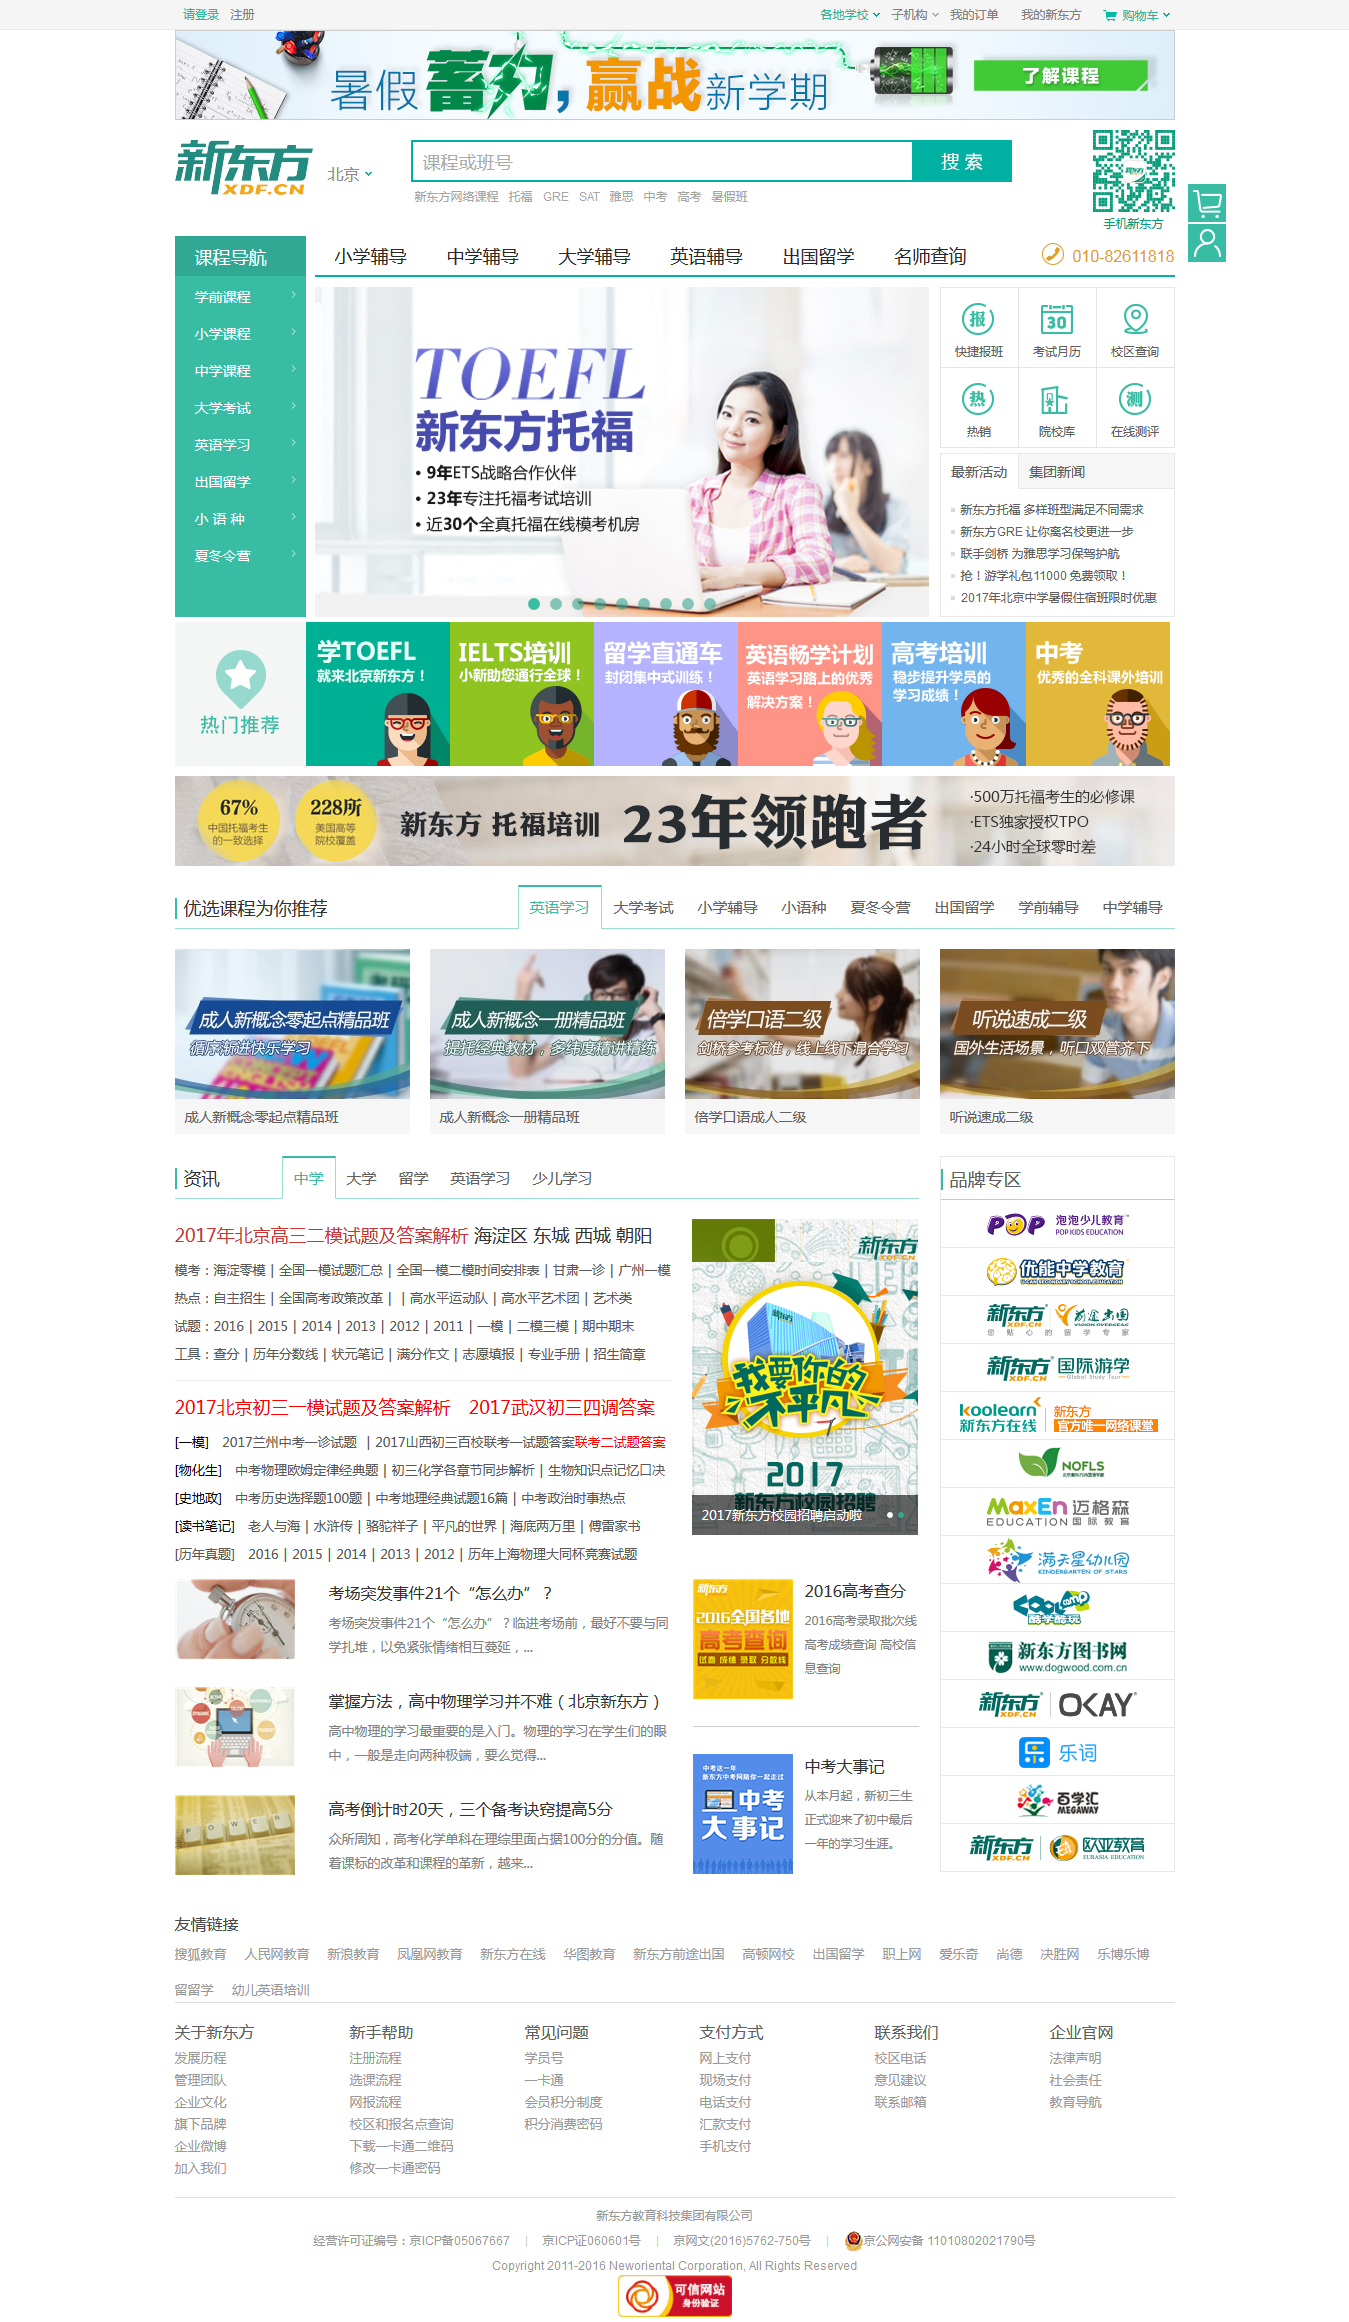 请登录 注册 各地学校 子机构 我的订单 我的新东方 购物车
暑假蓄力，赢战新学期 了解课程
新东方 XDF.CN 北京 课程或班号 搜 索
新东方网络课程 托福 GRE SAT 雅思 中考 高考 暑假班
手机新东方
课程导航 小学辅导 中学辅导 大学辅导 英语辅导 出国留学 名师查询 010-82611818
学前课程
小学课程
中学课程
大学考试
英语学习
出国留学
小 语 种
夏冬令营
TOEFL
新东方托福
• 9年ETS战略合作伙伴
• 23年专注托福考试培训
• 近30个全真托福在线模考机房
报 30
快捷报班 考试月历 校区查询
热 测
热销 院校库 在线测评
最新活动 集团新闻
新东方托福 多样班型满足不同需求
新东方GRE 让你离名校更进一步
联手剑桥 为雅思学习保驾护航
抢！游学礼包11000 免费领取！
2017年北京中学暑假住宿班限时优惠
热门推荐
学TOEFL
就来北京新东方！
IELTS培训
小新助您通行全球！
留学直通车
封闭集中式训练！
英语畅学计划
英语学习路上的优秀
解决方案！
高考培训
稳步提升学员的
学习成绩！
中考
优秀的全科课外培训
67%
中国托福考生
的一致选择
228所
美国高等
院校覆盖
新东方 托福培训 23年领跑者
·500万托福考生的必修课
·ETS独家授权TPO
·24小时全球零时差
优选课程为你推荐 英语学习 大学考试 小学辅导 小语种 夏冬令营 出国留学 学前辅导 中学辅导
成人新概念零起点精品班
循序渐进快乐学习
成人新概念零起点精品班
成人新概念一册精品班
提托经典教材，多纬度精讲精练
成人新概念一册精品班
倍学口语二级
剑桥参考标准，线上线下混合学习
倍学口语成人二级
听说速成二级
国外生活场景，听口双管齐下
听说速成二级
资讯 中学 大学 留学 英语学习 少儿学习
2017年北京高三二模试题及答案解析 海淀区 东城 西城 朝阳
模考：海淀零模 | 全国一模试题汇总 | 全国一模二模时间安排表 | 甘肃一诊 | 广州一模
热点：自主招生 | 全国高考政策改革 | | 高水平运动队 | 高水平艺术团 | 艺术类
试题：2016 | 2015 | 2014 | 2013 | 2012 | 2011 | 一模 | 二模三模 | 期中期末
工具：查分 | 历年分数线 | 状元笔记 | 满分作文 | 志愿填报 | 专业手册 | 招生简章
2017北京初三一模试题及答案解析 2017武汉初三四调答案
[一模] 2017兰州中考一诊试题 | 2017山西初三百校联考一试题答案联考二试题答案
[物化生] 中考物理欧姆定律经典题 | 初三化学各章节同步解析 | 生物知识点记忆口决
[史地政] 中考历史选择题100题 | 中考地理经典试题16篇 | 中考政治时事热点
[读书笔记] 老人与海 | 水浒传 | 骆驼祥子 | 平凡的世界 | 海底两万里 | 傅雷家书
[历年真题] 2016 | 2015 | 2014 | 2013 | 2012 | 历年上海物理大同杯竞赛试题
新东方
XDF.CN
我要你的
不平凡
2017
新东方校园招聘
2017新东方校园招聘启动啦
考场突发事件21个“怎么办”？
考场突发事件21个“怎么办”？临进考场前，最好不要与同
学扎堆，以免紧张情绪相互蔓延，...
掌握方法，高中物理学习并不难（北京新东方）
高中物理的学习最重要的是入门。物理的学习在学生们的眼
中，一般是走向两种极端，要么觉得...
POWER
高考倒计时20天，三个备考诀窍提高5分
众所周知，高考化学单科在理综里面占据100分的分值。随
着课标的改革和课程的革新，越来...
新东方
2016全国各地
高考查询
试卷 成绩 录取 分数线
2016高考查分
2016高考录取批次线
高考成绩查询 高校信
息查询
中考这一年
新东方中考网陪你一起走过
中考
大事记
中考大事记
从本月起，新初三生
正式迎来了初中最后
一年的学习生涯。
品牌专区
POP 泡泡少儿教育
POP KIDS EDUCATION
优能中学教育
U-CAN SECONDARY SCHOOL EDUCATION
新东方 XDF.CN 前途出国 VISION OVERSEAS
您 贴 心 的 留 学 专 家
新东方 XDF.CN 国际游学 Global Study Tour
koolearn 新东方在线 新东方 官方唯一网络课堂
NOFLS
MaxEn 迈格森
EDUCATION 国际教育
满天星幼儿园
KINDERGARTEN OF STARS
COOL camp
酷学酷玩
新东方图书网
www.dogwood.com.cn
新东方 XDF.CN OKAY
乐词
百学汇
MEGAWAY
新东方 XDF.CN 欧亚教育
EURASIA EDUCATION
友情链接
搜狐教育 人民网教育 新浪教育 凤凰网教育 新东方在线 华图教育 新东方前途出国 高顿网校 出国留学 职上网 爱乐奇 尚德 决胜网 乐博乐博
留留学 幼儿英语培训
关于新东方 新手帮助 常见问题 支付方式 联系我们 企业官网
发展历程 注册流程 学员号 网上支付 校区电话 法律声明
管理团队 选课流程 一卡通 现场支付 意见建议 社会责任
企业文化 网报流程 会员积分制度 电话支付 联系邮箱 教育导航
旗下品牌 校区和报名点查询 积分消费密码 汇款支付
企业微博 下载一卡通二维码 手机支付
加入我们 修改一卡通密码
新东方教育科技集团有限公司
经营许可证编号：京ICP备05067667 | 京ICP证060601号 | 京网文(2016)5762-750号 | 京公网安备 11010802021790号
Copyright 2011-2016 Neworiental Corporation, All Rights Reserved
可信网站
身份验证